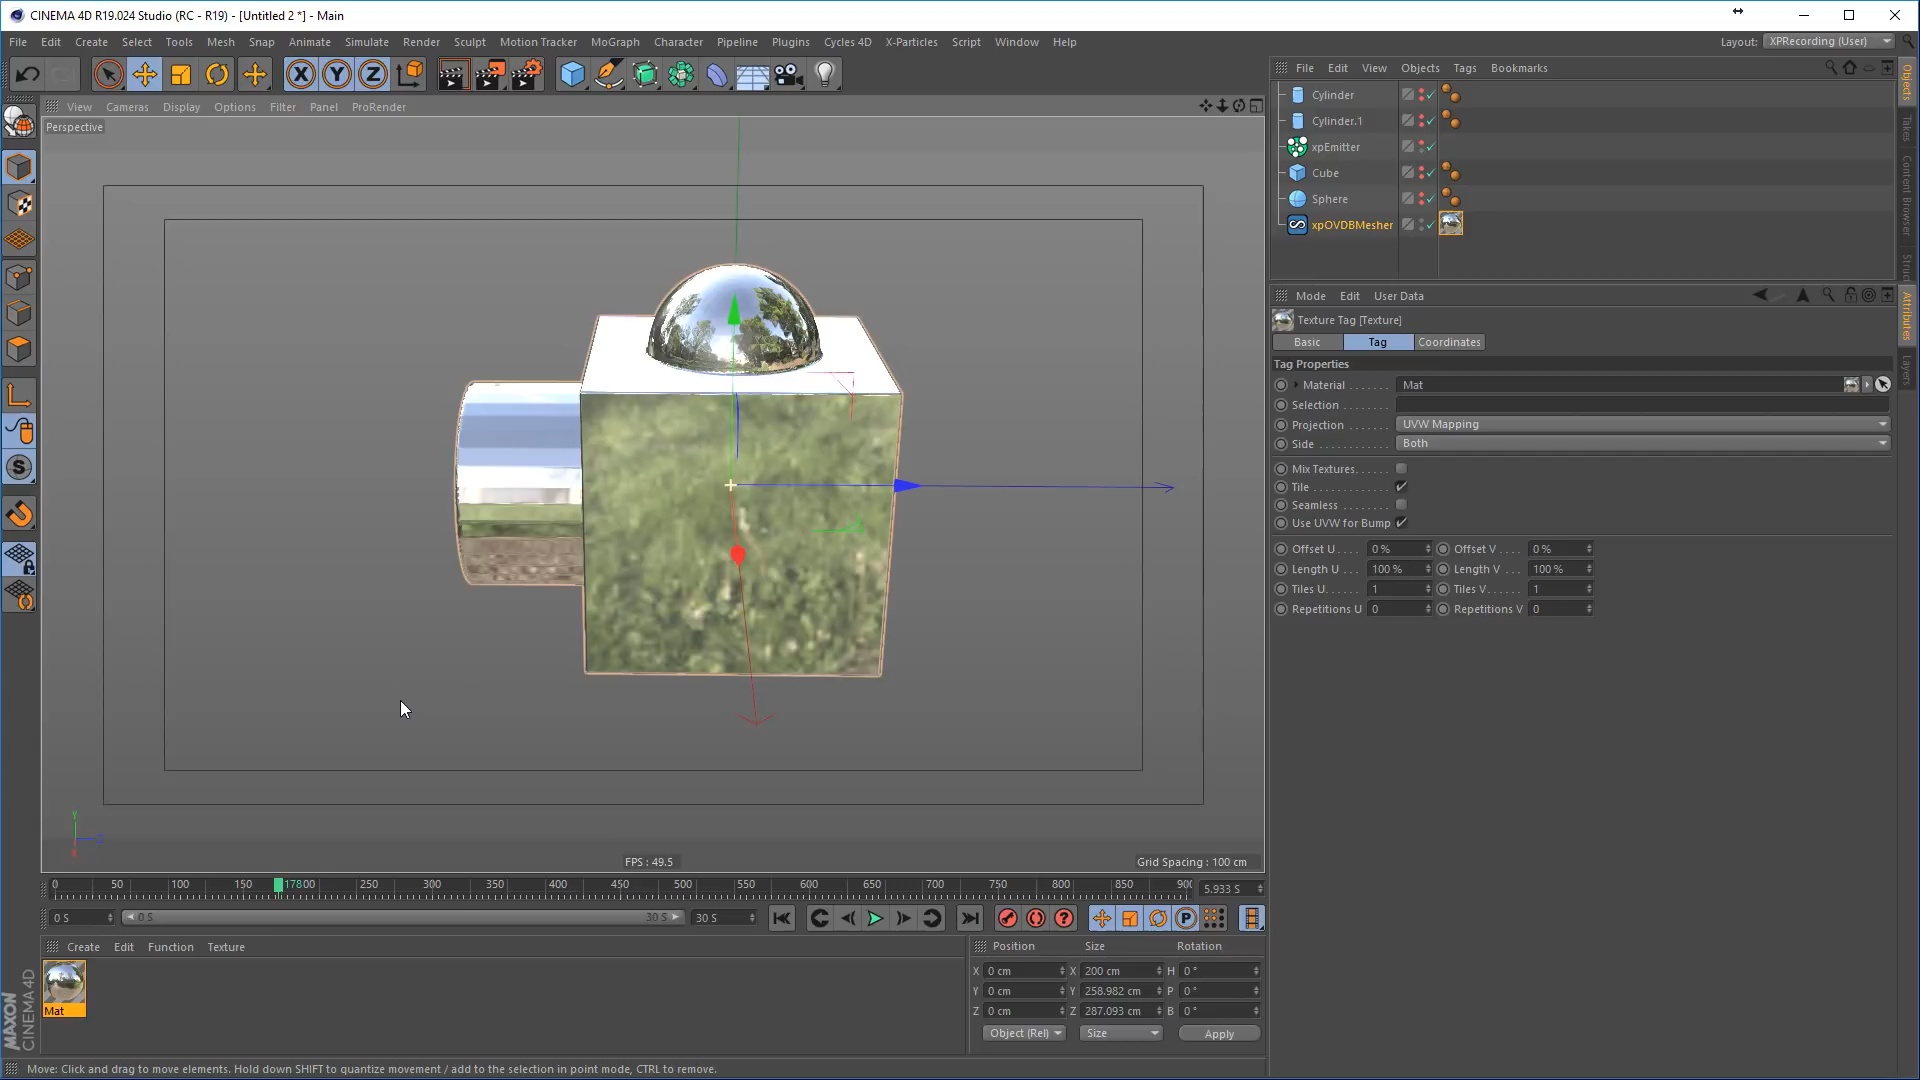 CINEMA 4D R19.024 Studio (RC - R19) - [Untitled 2 *] - Main
File Edit Create Select Tools Mesh Snap Animate Simulate Render Sculpt Motion Tracker MoGraph Character Pipeline Plugins Cycles 4D X-Particles Script Window Help
Layout: XPRecording (User)
File Edit View Objects Tags Bookmarks
View Cameras Display Options Filter Panel ProRender
Perspective
Cylinder
Cylinder.1
xpEmitter
Cube
Sphere
xpOVDBMesher
Mode Edit User Data
Texture Tag [Texture]
Basic Tag Coordinates
Tag Properties
Material ....... Mat
Selection ........
Projection ....... UVW Mapping
Side ............. Both
Mix Textures......
Tile .............
Seamless ........
Use UVW for Bump
Offset U .... 0 % Offset V .... 0 %
Length U ... 100 % Length V ... 100 %
Tiles U...... 1 Tiles V...... 1
Repetitions U 0 Repetitions V 0
Objects
Takes
Content Browser
Struct
Attributes
Layers
Y
Z
FPS : 49.5
Grid Spacing : 100 cm
0 50 100 150 17800 250 300 350 400 450 500 550 600 650 700 750 800 850 900
5.933 S
0 S 0 S 30 S 30 S
Create Edit Function Texture
Position Size Rotation
X 0 cm X 200 cm H 0 °
Y 0 cm Y 258.982 cm P 0 °
Z 0 cm Z 287.093 cm B 0 °
Object (Rel) Size Apply
Mat
MAXON
CINEMA 4D
Move: Click and drag to move elements. Hold down SHIFT to quantize movement / add to the selection in point mode, CTRL to remove.